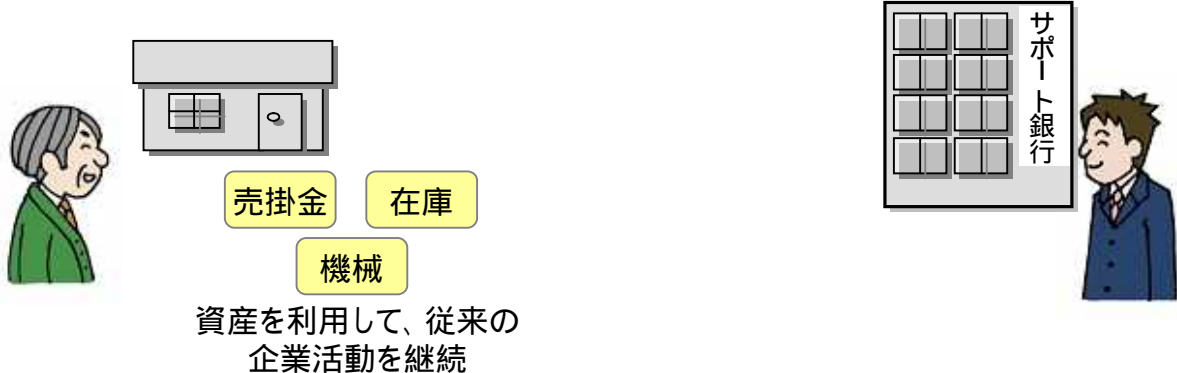 サポート銀行
売掛金
在庫
機械
資産を利用して、従来の
企業活動を継続